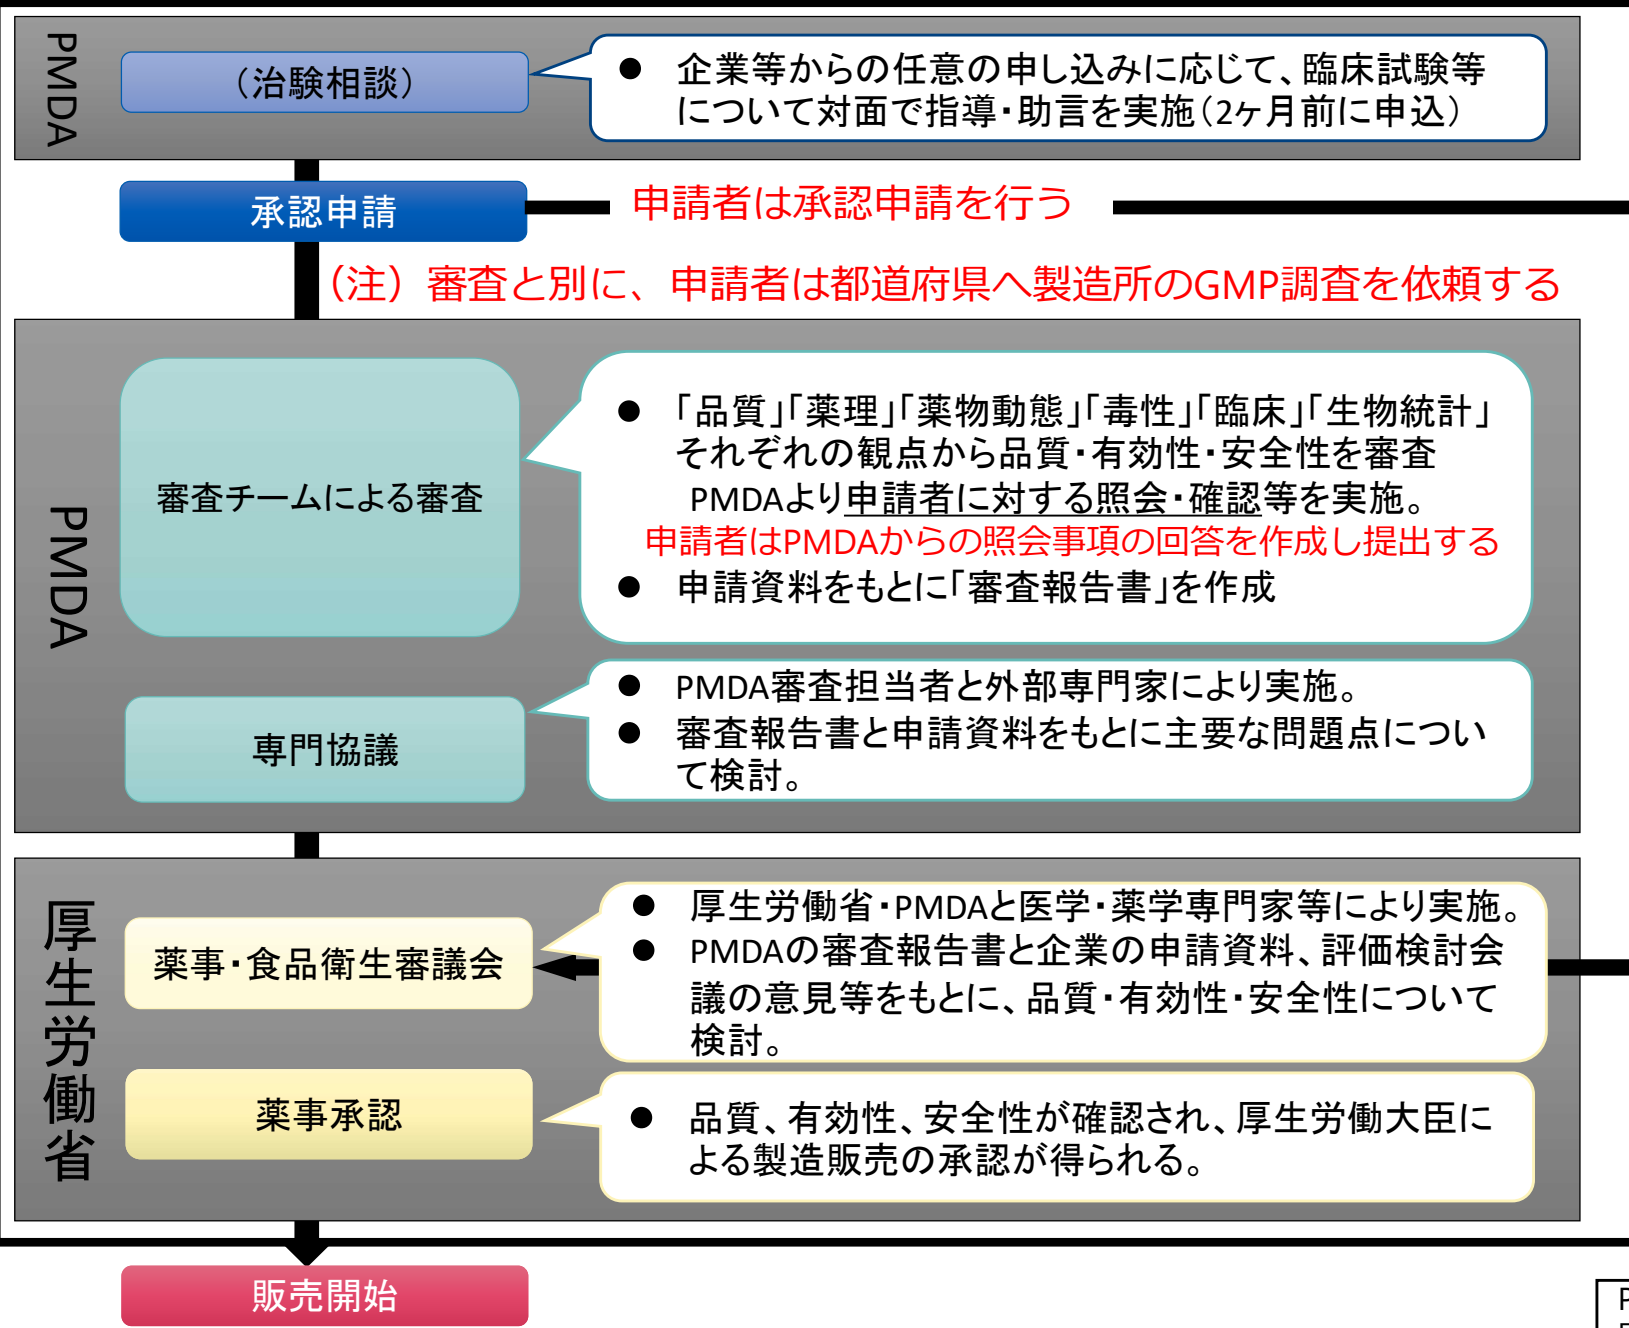 PMDA
（治験相談）
● 企業等からの任意の申し込みに応じて、臨床試験等
について対面で指導・助言を実施（2ヶ月前に申込）
承認申請
申請者は承認申請を行う
（注）審査と別に、申請者は都道府県へ製造所のGMP調査を依頼する
PMDA
審査チームによる審査
● 「品質」「薬理」「薬物動態」「毒性」「臨床」「生物統計」
それぞれの観点から品質・有効性・安全性を審査
PMDAより申請者に対する照会・確認等を実施。
申請者はPMDAからの照会事項の回答を作成し提出する
● 申請資料をもとに「審査報告書」を作成
専門協議
● PMDA審査担当者と外部専門家により実施。
● 審査報告書と申請資料をもとに主要な問題点につい
て検討。
厚生労働省
薬事・食品衛生審議会
● 厚生労働省・PMDAと医学・薬学専門家等により実施。
● PMDAの審査報告書と企業の申請資料、評価検討会
議の意見等をもとに、品質・有効性・安全性について
検討。
薬事承認
● 品質、有効性、安全性が確認され、厚生労働大臣に
よる製造販売の承認が得られる。
販売開始